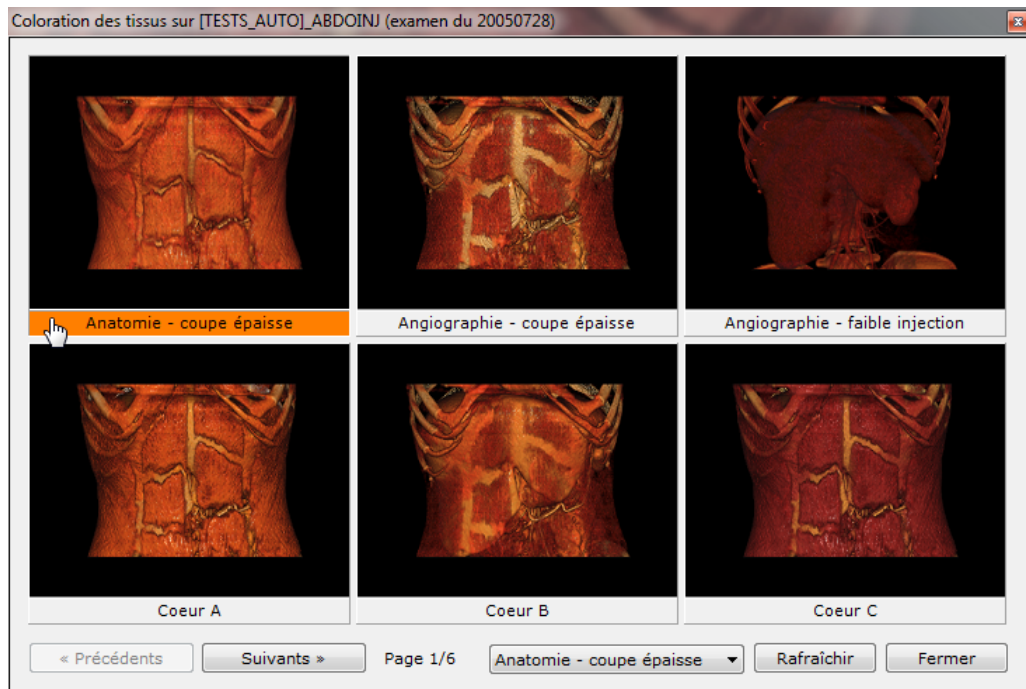 Coloration des tissus sur [TESTS_AUTO]_ABDOINJ (examen du 20050728)
Anatomie - coupe épaisse
Angiographie - coupe épaisse
Angiographie - faible injection
Coeur A
Coeur B
Coeur C
« Précédents
Suivants »
Page 1/6
Anatomie - coupe épaisse
Rafraîchir
Fermer